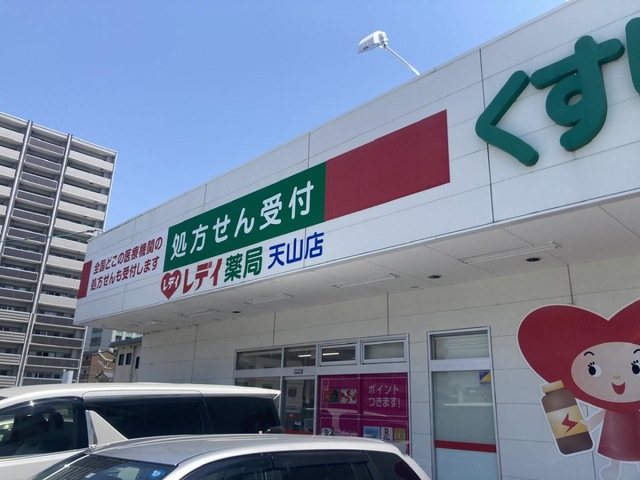 くすり
処方せん受付
全国どこの医療機関の
処方せんも受付します
レディ
レデイ薬局 天山店
ポイント
つきます!